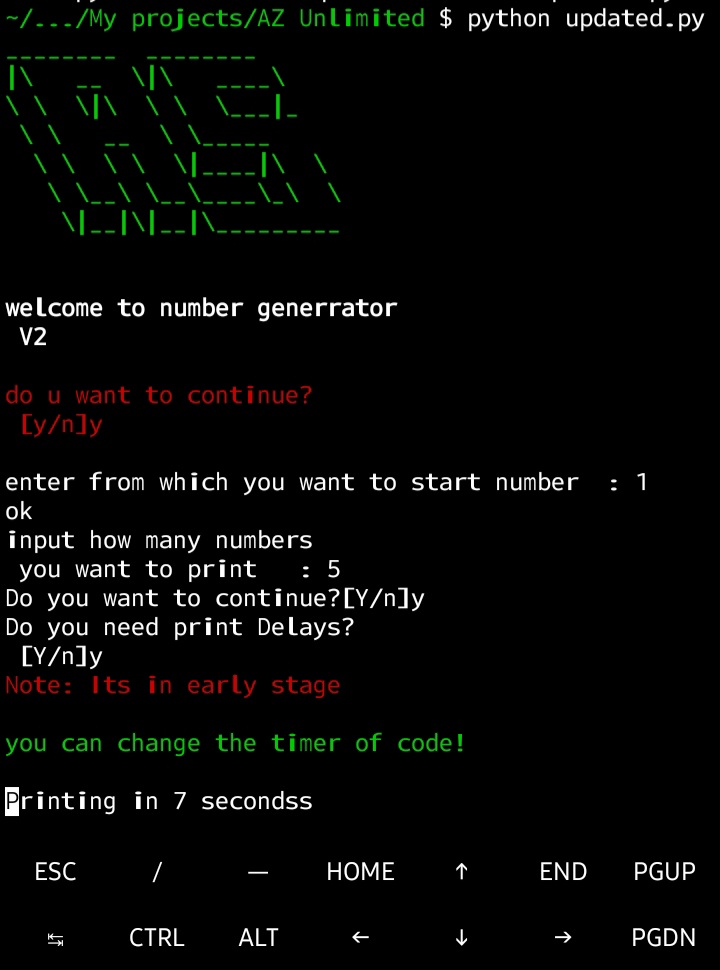 ~/.../My projects/AZ Unlimited $ python updated.py
________  ________
|\    __  \|\   ____\
\ \  \|\  \ \  \___|_
 \ \   __  \ \_____
  \ \  \ \  \|____|\  \
   \ \__\ \__\____\_\  \
    \|__|\|__|\_________
welcome to number generrator
 V2
do u want to continue?
 [y/n]y
enter from which you want to start number  : 1
ok
input how many numbers
 you want to print   : 5
Do you want to continue?[Y/n]y
Do you need print Delays?
 [Y/n]y
Note: Its in early stage
you can change the timer of code!
Printing in 7 secondss
ESC / — HOME ↑ END PGUP
↹ CTRL ALT ← ↓ → PGDN